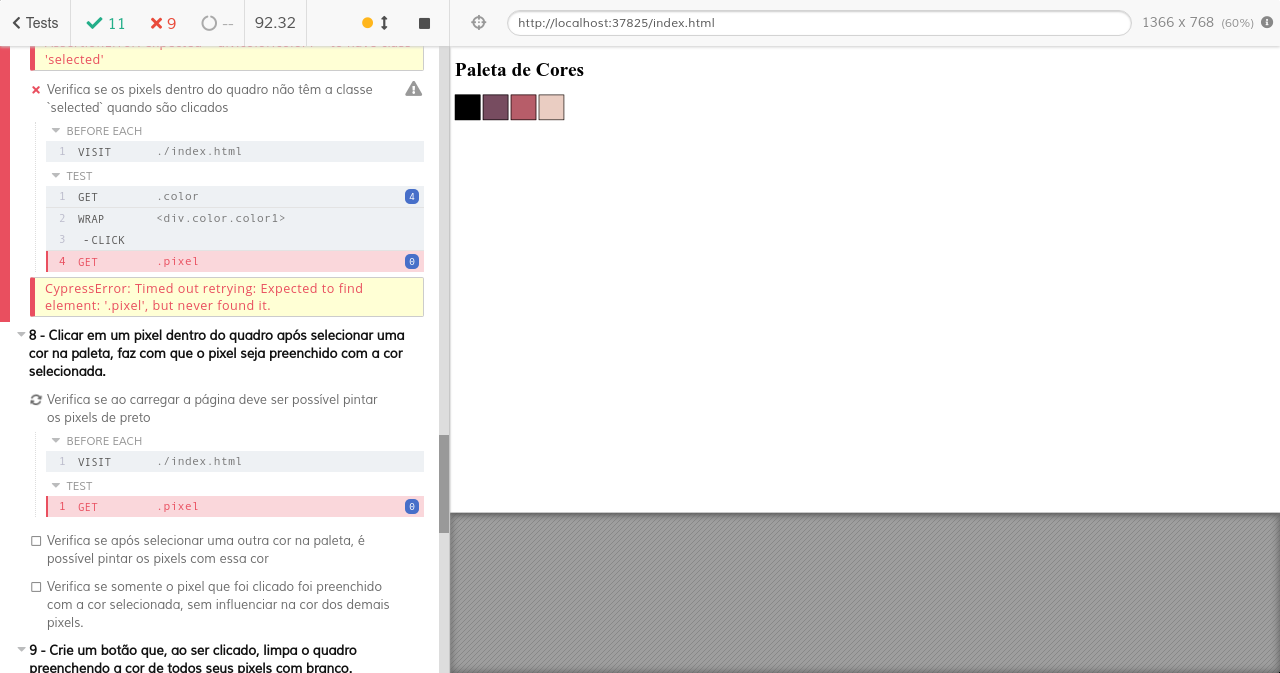 Tests 11 9 -- 92.32
http://localhost:37825/index.html 1366 x 768 (60%)
'selected'
Verifica se os pixels dentro do quadro não têm a classe
`selected` quando são clicados
BEFORE EACH
1 VISIT ./index.html
TEST
1 GET .color 4
2 WRAP <div.color.color1>
3 -CLICK
4 GET .pixel 0
CypressError: Timed out retrying: Expected to find
element: '.pixel', but never found it.
8 - Clicar em um pixel dentro do quadro após selecionar uma
cor na paleta, faz com que o pixel seja preenchido com a cor
selecionada.
Verifica se ao carregar a página deve ser possível pintar
os pixels de preto
BEFORE EACH
1 VISIT ./index.html
TEST
1 GET .pixel 0
Verifica se após selecionar uma outra cor na paleta, é
possível pintar os pixels com essa cor
Verifica se somente o pixel que foi clicado foi preenchido
com a cor selecionada, sem influenciar na cor dos demais
pixels.
9 - Crie um botão que, ao ser clicado, limpa o quadro
preenchendo a cor de todos seus pixels com branco.
Paleta de Cores